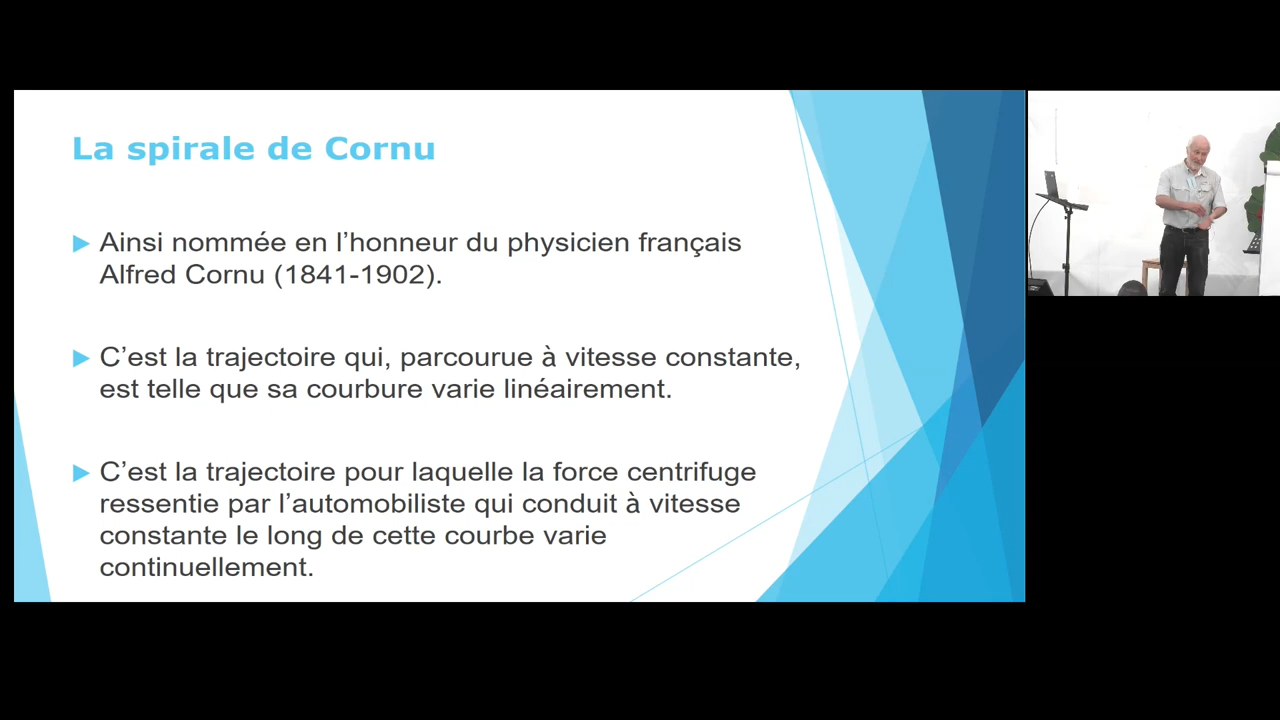 La spirale de Cornu
Ainsi nommée en l’honneur du physicien français
Alfred Cornu (1841-1902).
C’est la trajectoire qui, parcourue à vitesse constante,
est telle que sa courbure varie linéairement.
C’est la trajectoire pour laquelle la force centrifuge
ressentie par l’automobiliste qui conduit à vitesse
constante le long de cette courbe varie
continuellement.